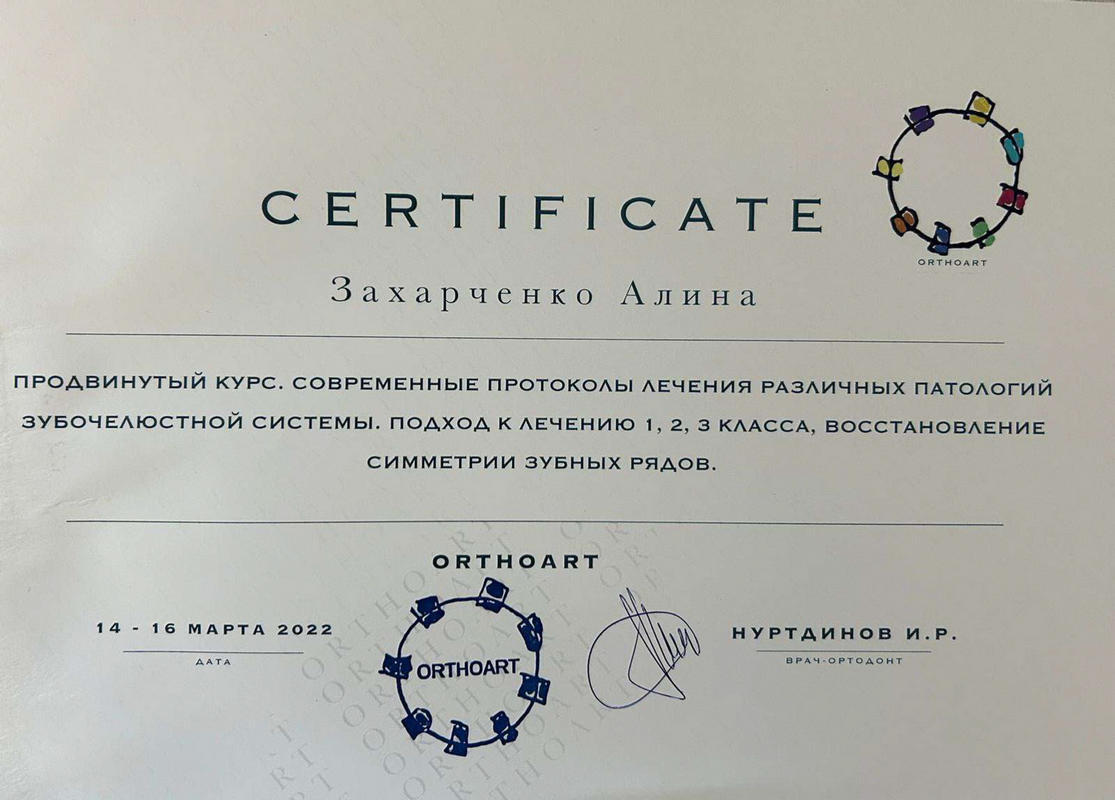 CERTIFICATE
ORTHOART
Захарченко Алина
ПРОДВИНУТЫЙ КУРС. СОВРЕМЕННЫЕ ПРОТОКОЛЫ ЛЕЧЕНИЯ РАЗЛИЧНЫХ ПАТОЛОГИЙ
ЗУБОЧЕЛЮСТНОЙ СИСТЕМЫ. ПОДХОД К ЛЕЧЕНИЮ 1, 2, 3 КЛАССА, ВОССТАНОВЛЕНИЕ
СИММЕТРИИ ЗУБНЫХ РЯДОВ.
ORTHOART
14 - 16 МАРТА 2022
ДАТА
ORTHOART
НУРТДИНОВ И.Р.
ВРАЧ-ОРТОДОНТ